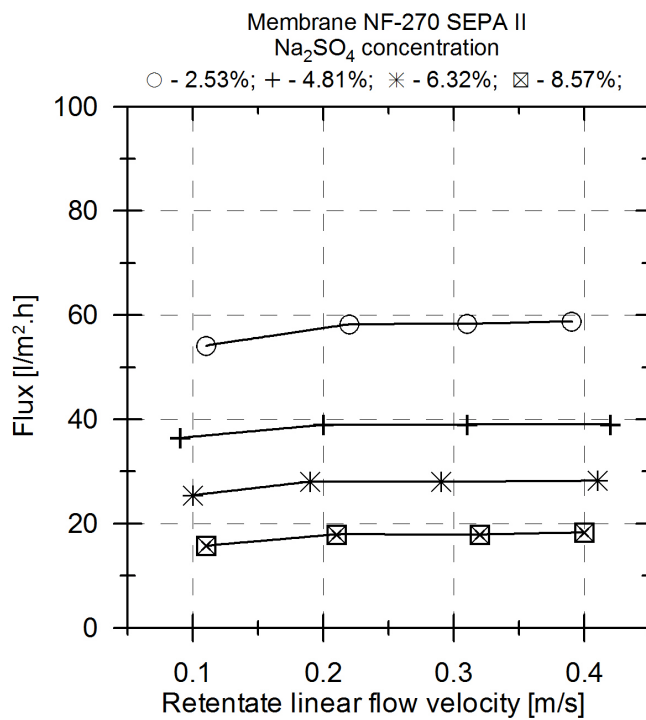 Membrane NF-270 SEPA II
Na₂SO₄ concentration
○ - 2.53%; + - 4.81%; ✳ - 6.32%; ⊠ - 8.57%;
100
80
60
40
20
0
Flux [l/m².h]
0.1 0.2 0.3 0.4
Retentate linear flow velocity [m/s]